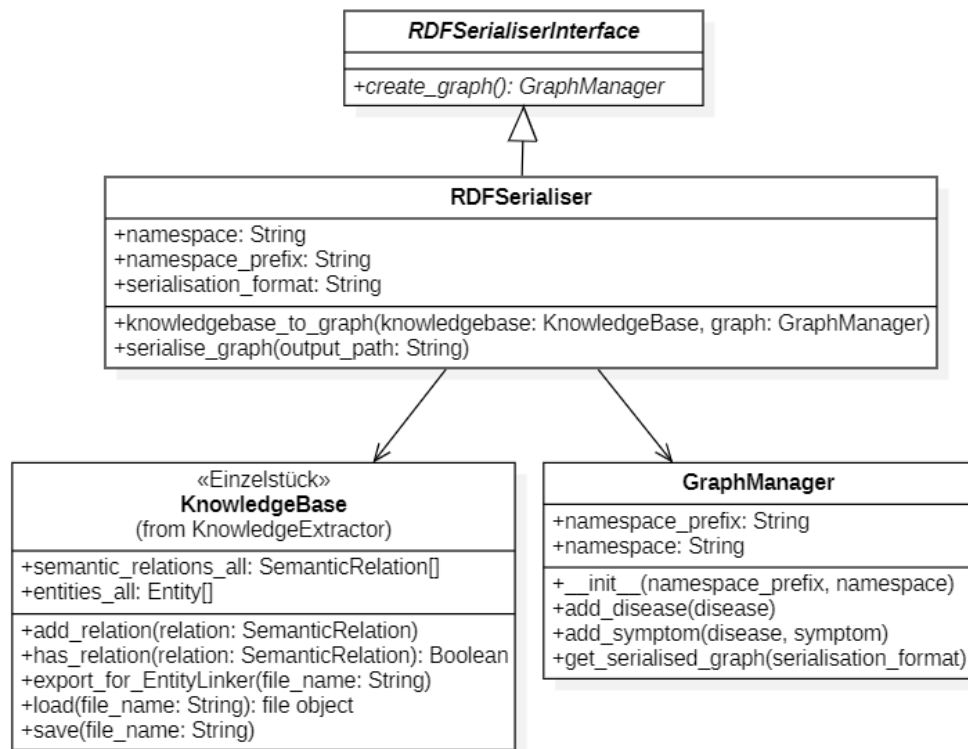 RDFSerialiserInterface
+create_graph(): GraphManager
RDFSerialiser
+namespace: String
+namespace_prefix: String
+serialisation_format: String
+knowledgebase_to_graph(knowledgebase: KnowledgeBase, graph: GraphManager)
+serialise_graph(output_path: String)
«Einzelstück»
KnowledgeBase
(from KnowledgeExtractor)
+semantic_relations_all: SemanticRelation[]
+entities_all: Entity[]
+add_relation(relation: SemanticRelation)
+has_relation(relation: SemanticRelation): Boolean
+export_for_EntityLinker(file_name: String)
+load(file_name: String): file object
+save(file_name: String)
GraphManager
+namespace_prefix: String
+namespace: String
+__init__(namespace_prefix, namespace)
+add_disease(disease)
+add_symptom(disease, symptom)
+get_serialised_graph(serialisation_format)